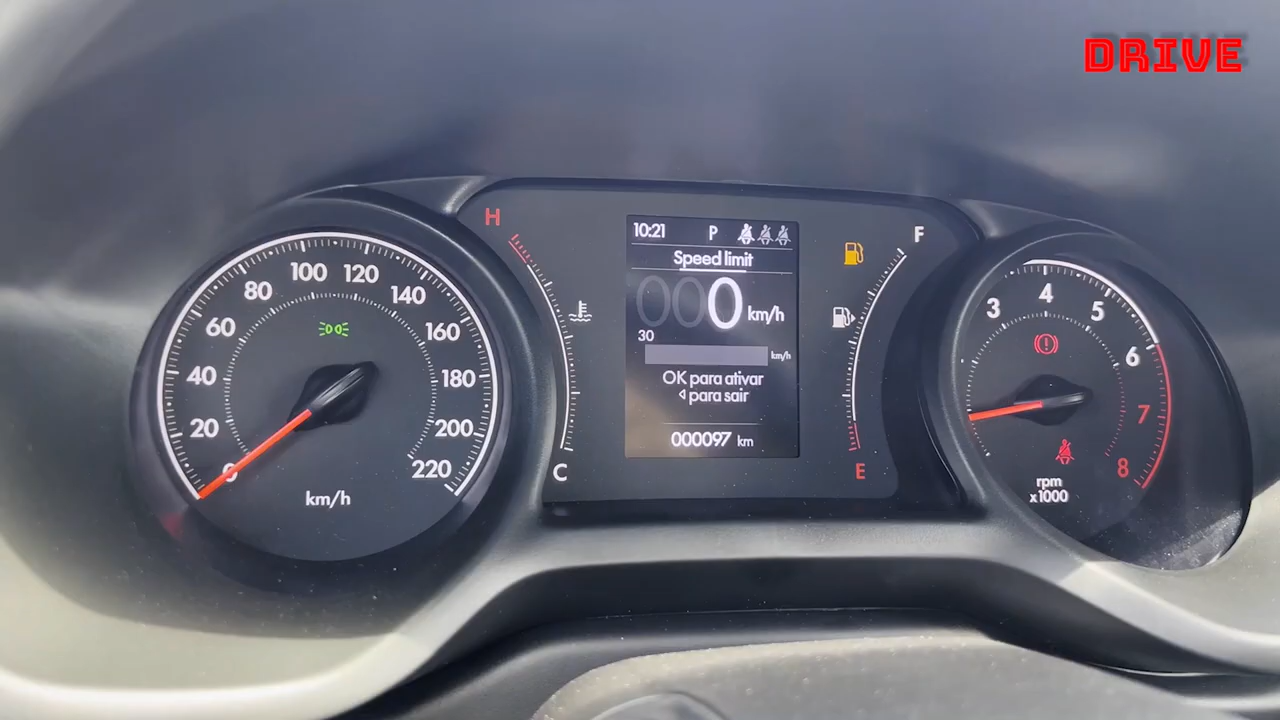 DRIVE
0
20
40
60
80
100
120
140
160
180
200
220
km/h
H
C
10:21 P
Speed limit
000 0 km/h
30
km/h
OK para ativar
para sair
000097 km
F
E
3
4
5
6
7
8
rpm
x1000